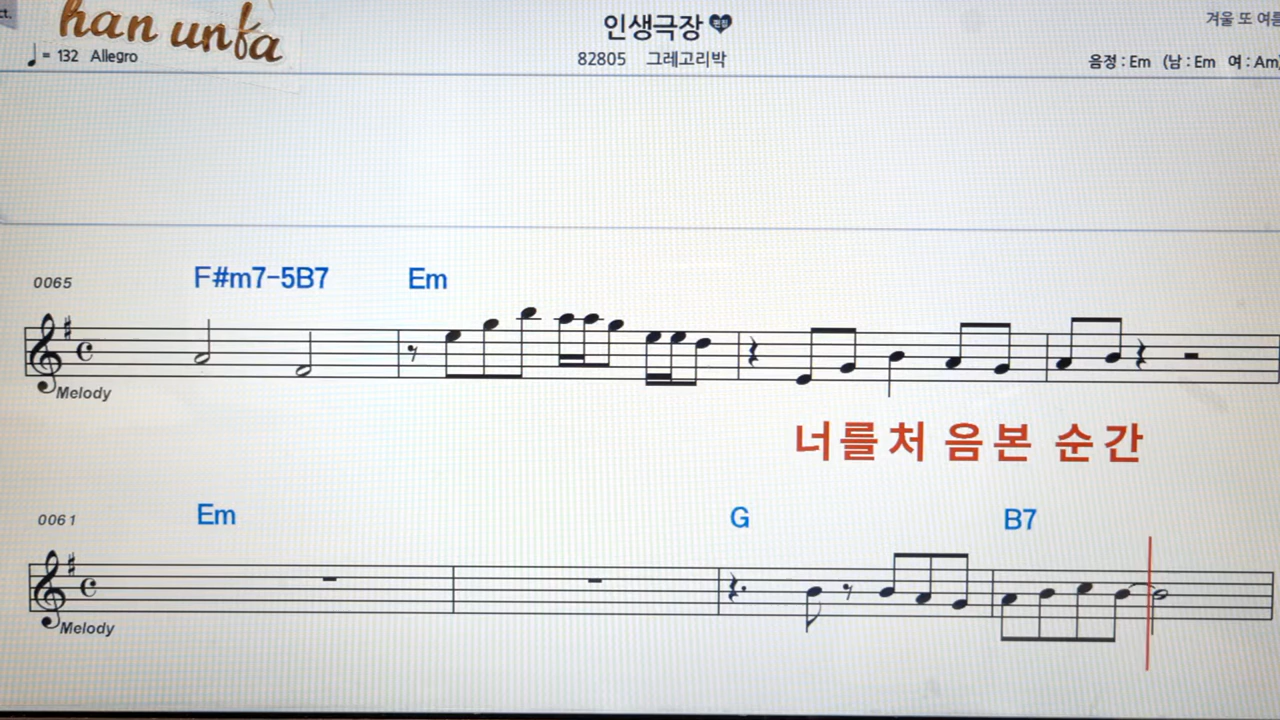 ct.
han unfa
인생극장
겨울 또 여름
♩= 132 Allegro
82805 그레고리박
음정 : Em (남 : Em 여 : Am)
0065
F#m7-5B7 Em
Melody
너를처 음본 순간
0061
Em G B7
Melody